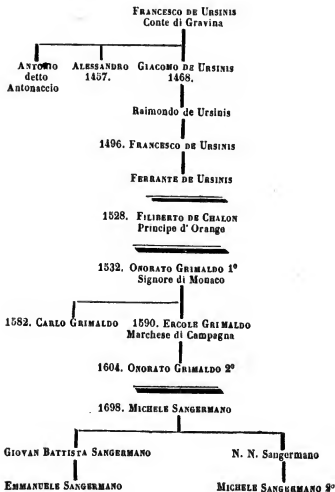 FRANCESCO DE URSINIS
Conte di Gravina
ANTONIO
detto
Antonaccio
ALESSANDRO
1457.
GIACOMO DE URSINIS
1468.
Raimondo de Ursinis
1496. FRANCESCO DE URSINIS
FERRANTE DE URSINIS
1528. FILIBERTO DE CHALON
Principe d' Orange
1532. ONORATO GRIMALDO 1º
Signore di Monaco
1582. CARLO GRIMALDO
1590. ERCOLE GRIMALDO
Marchese di Campagna
1604. ONORATO GRIMALDO 2º
1698. MICHELE SANGERMANO
GIOVAN BATTISTA SANGERMANO
N. N. Sangermano
EMMANUELE SANGERMANO
MICHELE SANGERMANO 2º